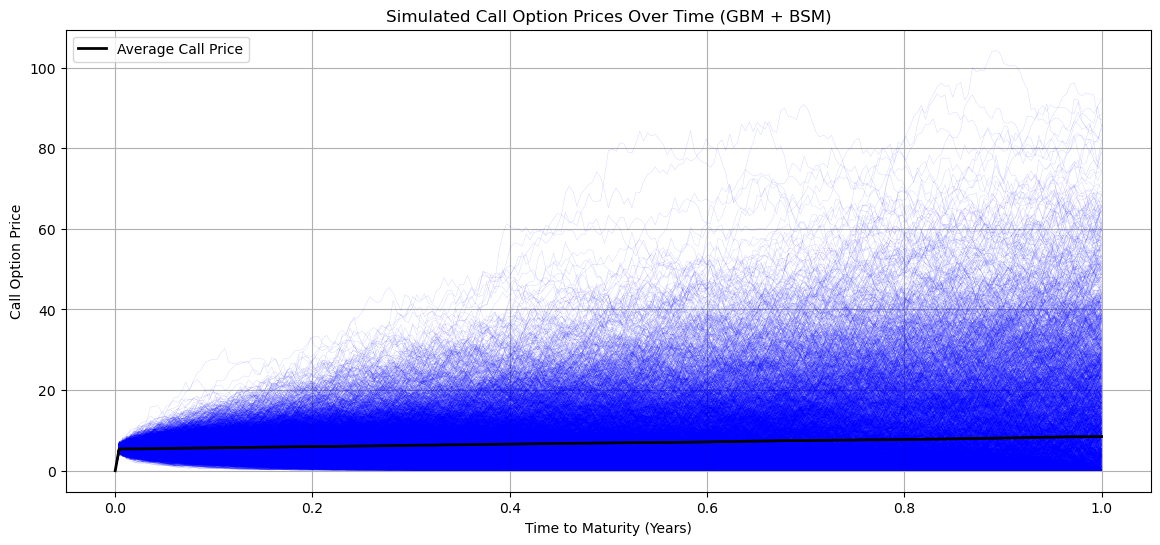 Simulated Call Option Prices Over Time (GBM + BSM)
Average Call Price
Call Option Price
100
80
60
40
20
0
0.0 0.2 0.4 0.6 0.8 1.0
Time to Maturity (Years)